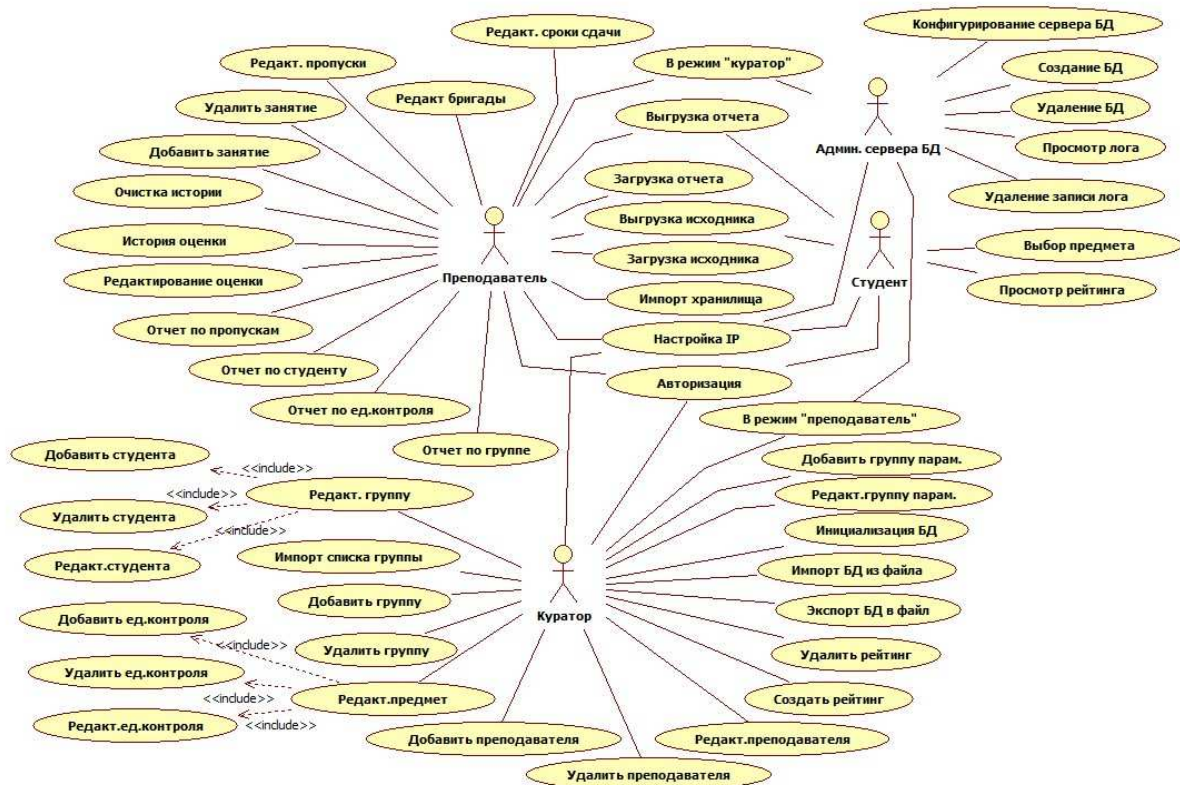 Редакт. сроки сдачи
Конфигурирование сервера БД
Редакт. пропуски
В режим "куратор"
Создание БД
Редакт бригады
Удалить занятие
Выгрузка отчета
Удаление БД
Добавить занятие
Админ. сервера БД
Просмотр лога
Загрузка отчета
Очистка истории
Удаление записи лога
Выгрузка исходника
История оценки
Выбор предмета
Загрузка исходника
Преподаватель
Студент
Редактирование оценки
Просмотр рейтинга
Импорт хранилища
Отчет по пропускам
Настройка IP
Отчет по студенту
Авторизация
Отчет по ед.контроля
В режим "преподаватель"
Отчет по группе
Добавить студента
Добавить группу парам.
<<include>>
Редакт. группу
Редакт.группу парам.
<<include>>
Удалить студента
<<include>>
Инициализация БД
Импорт списка группы
Редакт.студента
Импорт БД из файла
Добавить группу
Экспорт БД в файл
Куратор
Добавить ед.контроля
<<include>>
Удалить группу
Удалить рейтинг
Удалить ед.контроля
<<include>>
Редакт.предмет
Создать рейтинг
Редакт.ед.контроля
<<include>>
Добавить преподавателя
Редакт.преподавателя
Удалить преподавателя